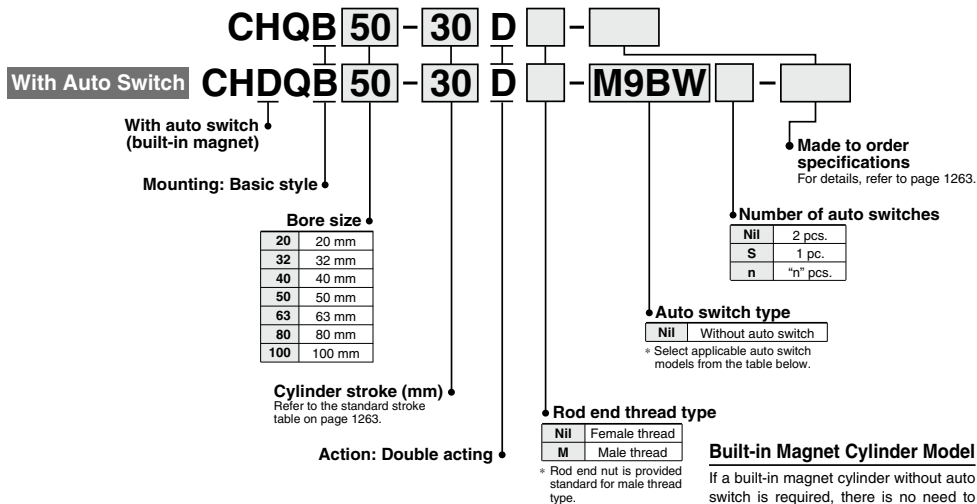 CHQB 50 – 30 D –
With Auto Switch CHDQB 50 – 30 D – M9BW –
With auto switch
(built-in magnet)
Mounting: Basic style
Bore size
20 20 mm
32 32 mm
40 40 mm
50 50 mm
63 63 mm
80 80 mm
100 100 mm
Cylinder stroke (mm)
Refer to the standard stroke
table on page 1263.
Action: Double acting
Made to order
specifications
For details, refer to page 1263.
Number of auto switches
Nil 2 pcs.
S 1 pc.
n “n” pcs.
Auto switch type
Nil Without auto switch
∗ Select applicable auto switch
models from the table below.
Rod end thread type
Nil Female thread
M Male thread
∗ Rod end nut is provided
standard for male thread
type.
Built-in Magnet Cylinder Model
If a built-in magnet cylinder without auto
switch is required, there is no need to